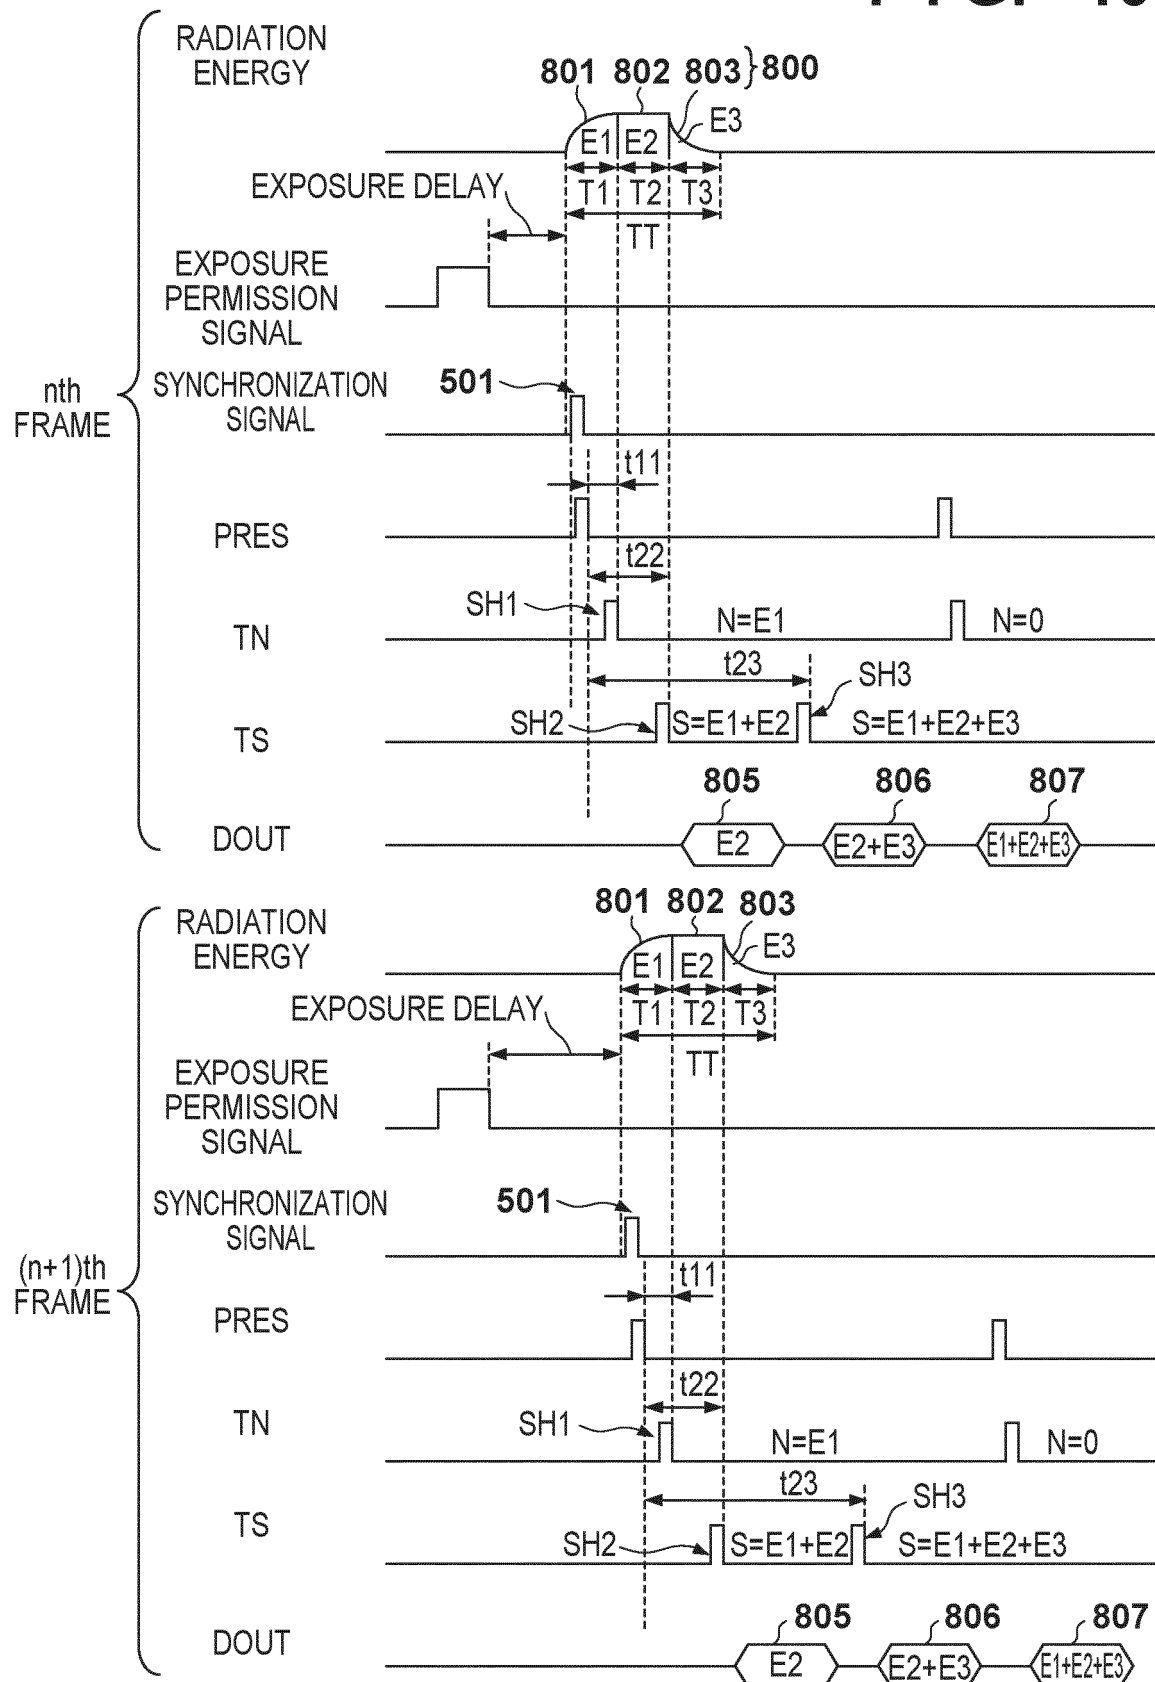 RADIATION
ENERGY
801 802 803 } 800
E1 E2 E3
EXPOSURE DELAY
T1 T2 T3
TT
EXPOSURE
PERMISSION
SIGNAL
nth
FRAME
SYNCHRONIZATION
SIGNAL
501
t11
PRES
t22
SH1
TN
N=E1
N=0
t23
SH3
SH2
TS
S=E1+E2
S=E1+E2+E3
805 806 807
DOUT
E2
E2+E3
E1+E2+E3
RADIATION
ENERGY
801 802 803
E1 E2 E3
EXPOSURE DELAY
T1 T2 T3
TT
EXPOSURE
PERMISSION
SIGNAL
SYNCHRONIZATION
SIGNAL
501
(n+1)th
FRAME
t11
PRES
t22
SH1
TN
N=E1
N=0
t23
SH3
SH2
TS
S=E1+E2
S=E1+E2+E3
805 806 807
DOUT
E2
E2+E3
E1+E2+E3